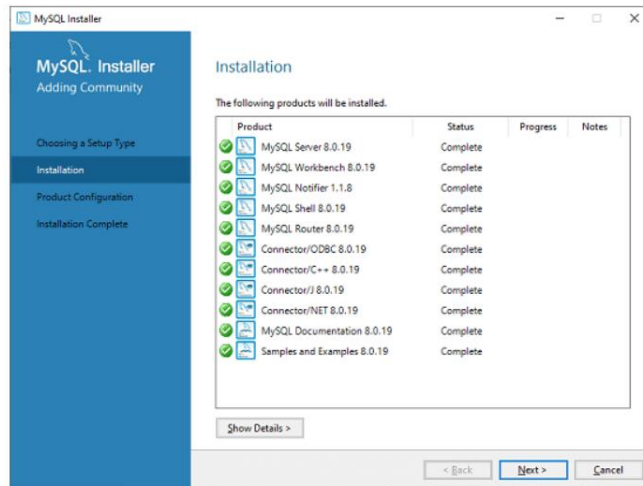 MySQL Installer
MySQL. Installer
Adding Community
Choosing a Setup Type
Installation
Product Configuration
Installation Complete
Installation
The following products will be installed.
Product Status Progress Notes
MySQL Server 8.0.19 Complete
MySQL Workbench 8.0.19 Complete
MySQL Notifier 1.1.8 Complete
MySQL Shell 8.0.19 Complete
MySQL Router 8.0.19 Complete
Connector/ODBC 8.0.19 Complete
Connector/C++ 8.0.19 Complete
Connector/J 8.0.19 Complete
Connector/NET 8.0.19 Complete
MySQL Documentation 8.0.19 Complete
Samples and Examples 8.0.19 Complete
Show Details >
< Back Next > Cancel